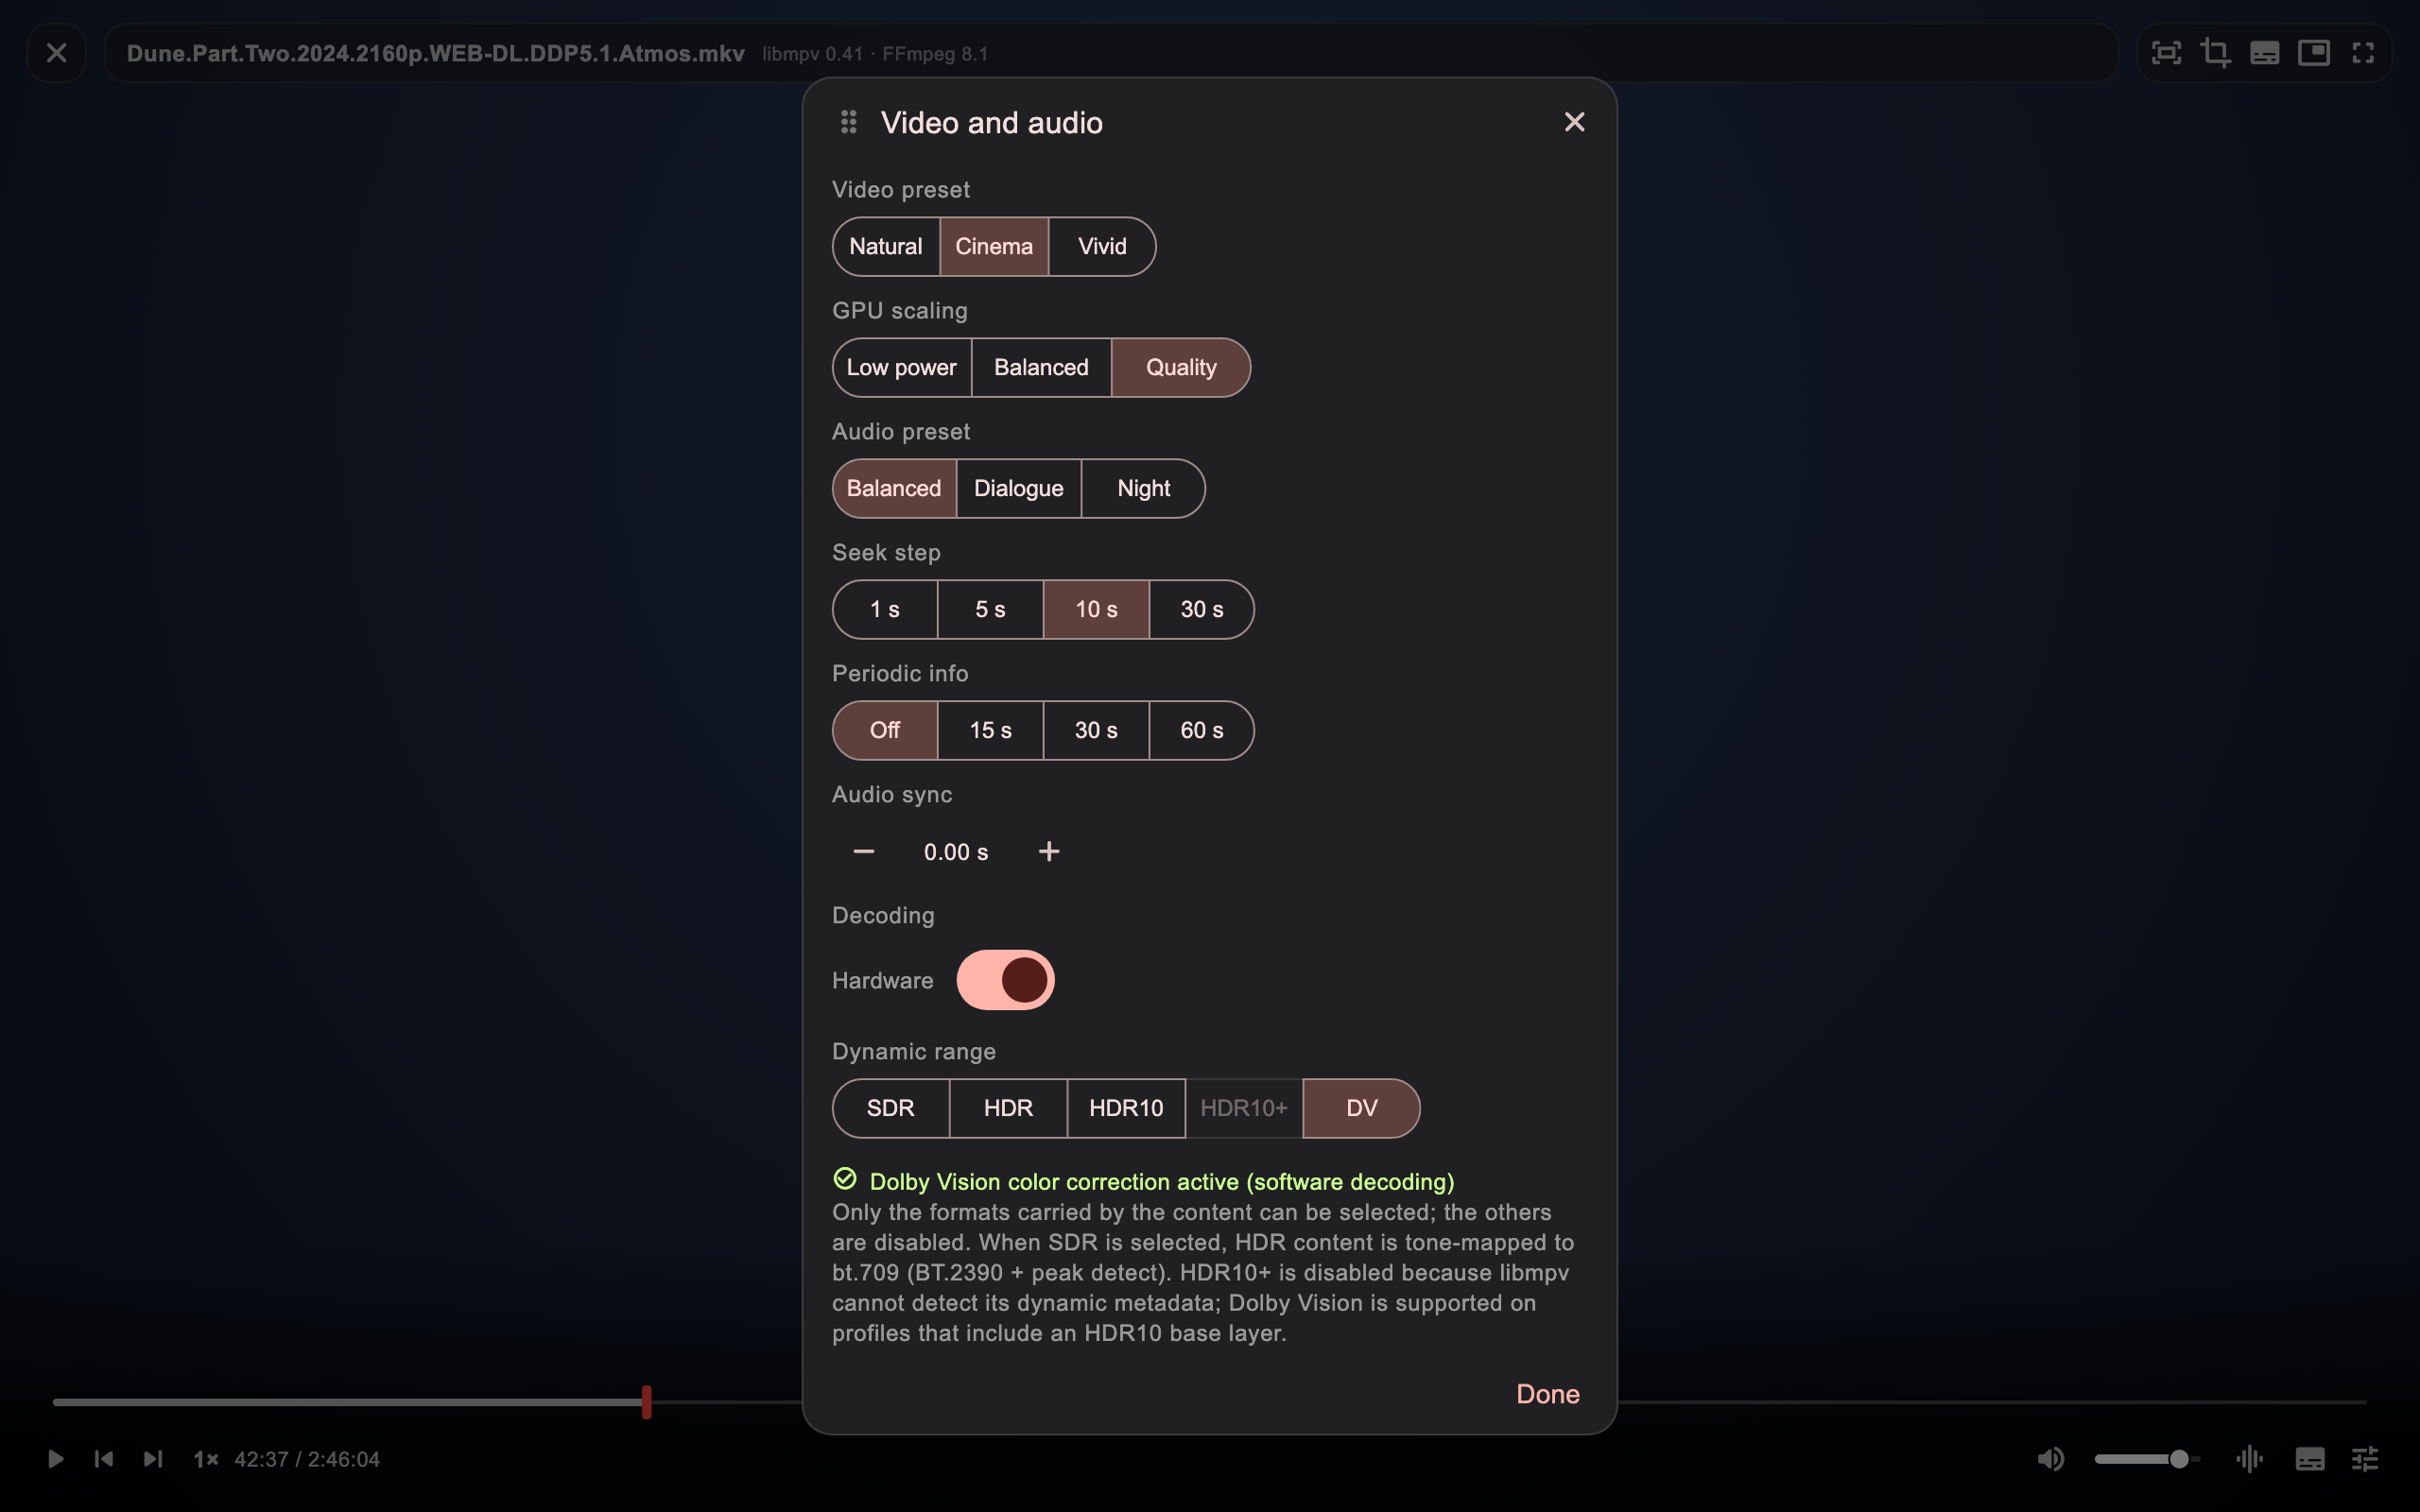 Dune.Part.Two.2024.2160p.WEB-DL.DDP5.1.Atmos.mkv libmpv 0.41 · FFmpeg 8.1
Video and audio
Video preset
Natural Cinema Vivid
GPU scaling
Low power Balanced Quality
Audio preset
Balanced Dialogue Night
Seek step
1 s 5 s 10 s 30 s
Periodic info
Off 15 s 30 s 60 s
Audio sync
− 0.00 s +
Decoding
Hardware
Dynamic range
SDR HDR HDR10 HDR10+ DV
Dolby Vision color correction active (software decoding)
Only the formats carried by the content can be selected; the others
are disabled. When SDR is selected, HDR content is tone-mapped to
bt.709 (BT.2390 + peak detect). HDR10+ is disabled because libmpv
cannot detect its dynamic metadata; Dolby Vision is supported on
profiles that include an HDR10 base layer.
Done
1× 42:37 / 2:46:04